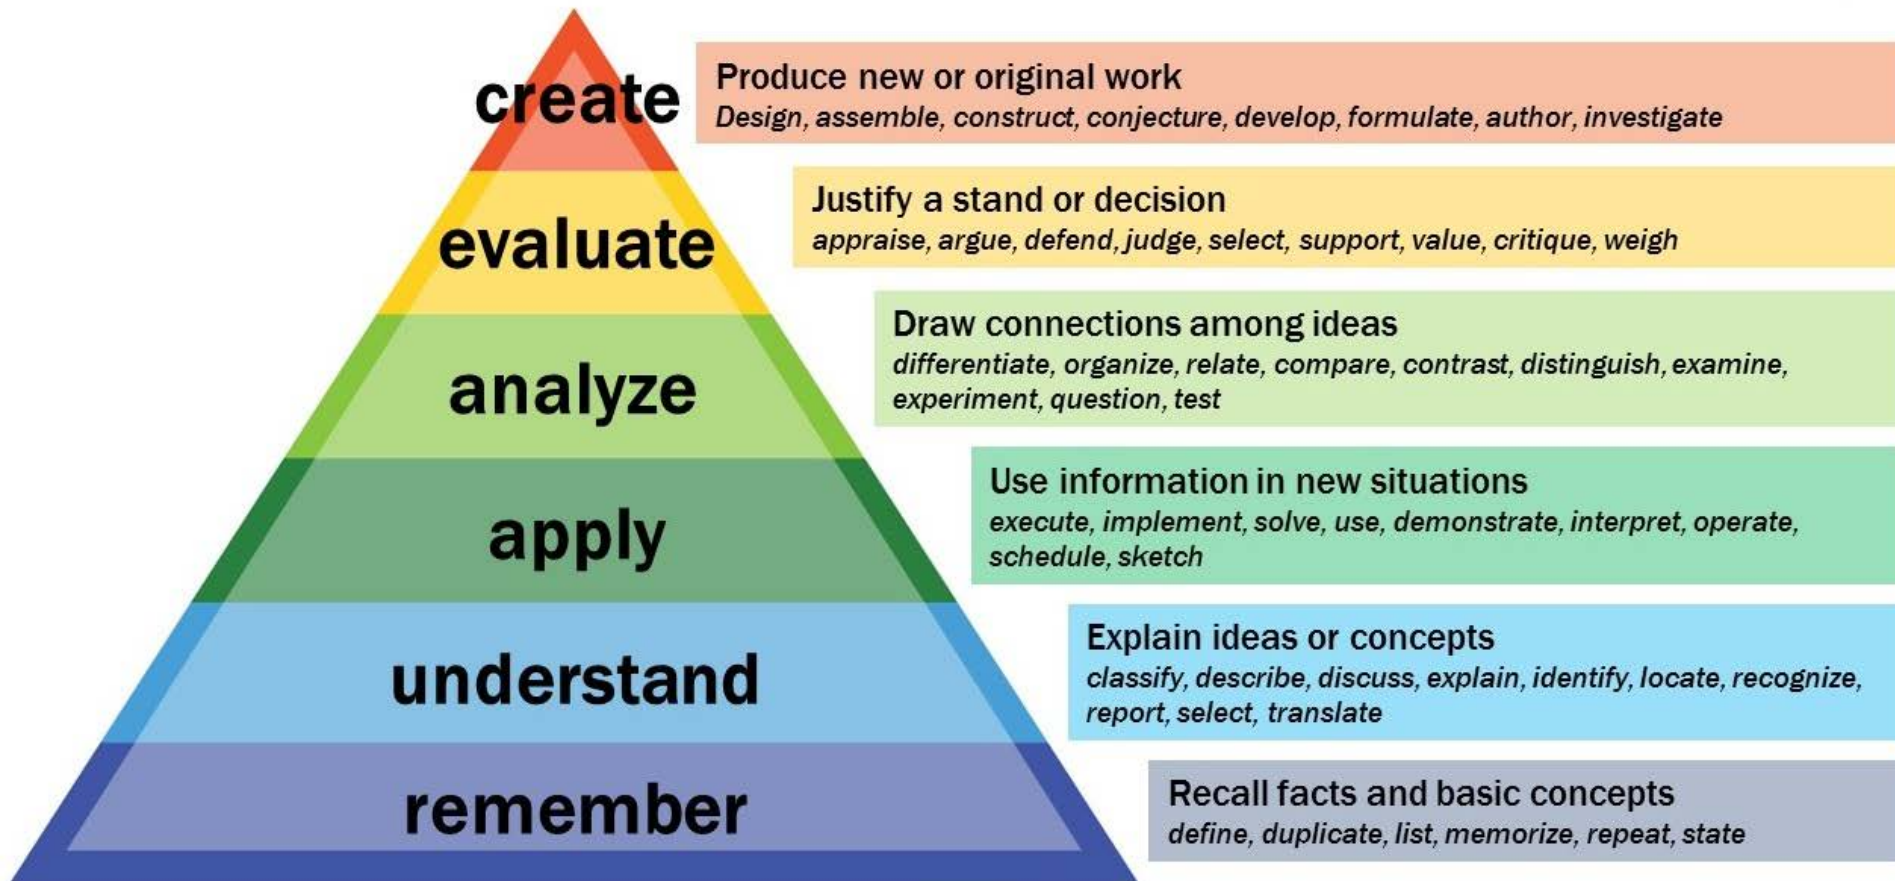 create
Produce new or original work
Design, assemble, construct, conjecture, develop, formulate, author, investigate
evaluate
Justify a stand or decision
appraise, argue, defend, judge, select, support, value, critique, weigh
analyze
Draw connections among ideas
differentiate, organize, relate, compare, contrast, distinguish, examine,
experiment, question, test
apply
Use information in new situations
execute, implement, solve, use, demonstrate, interpret, operate,
schedule, sketch
understand
Explain ideas or concepts
classify, describe, discuss, explain, identify, locate, recognize,
report, select, translate
remember
Recall facts and basic concepts
define, duplicate, list, memorize, repeat, state